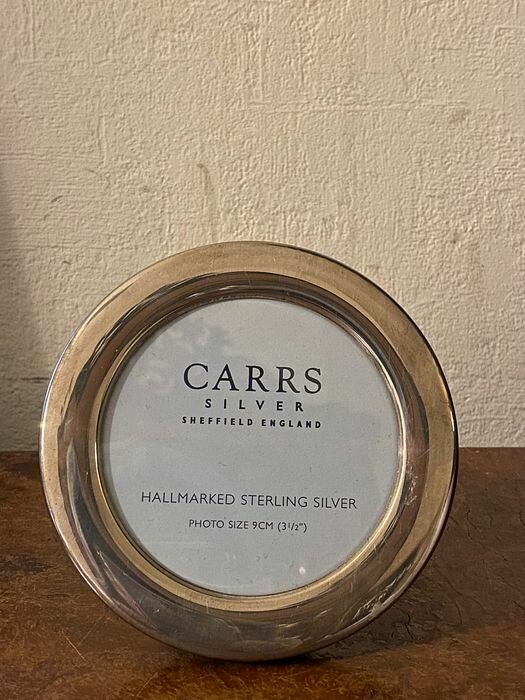 CARRS
SILVER
SHEFFIELD ENGLAND
HALLMARKED STERLING SILVER
PHOTO SIZE 9CM (3½")